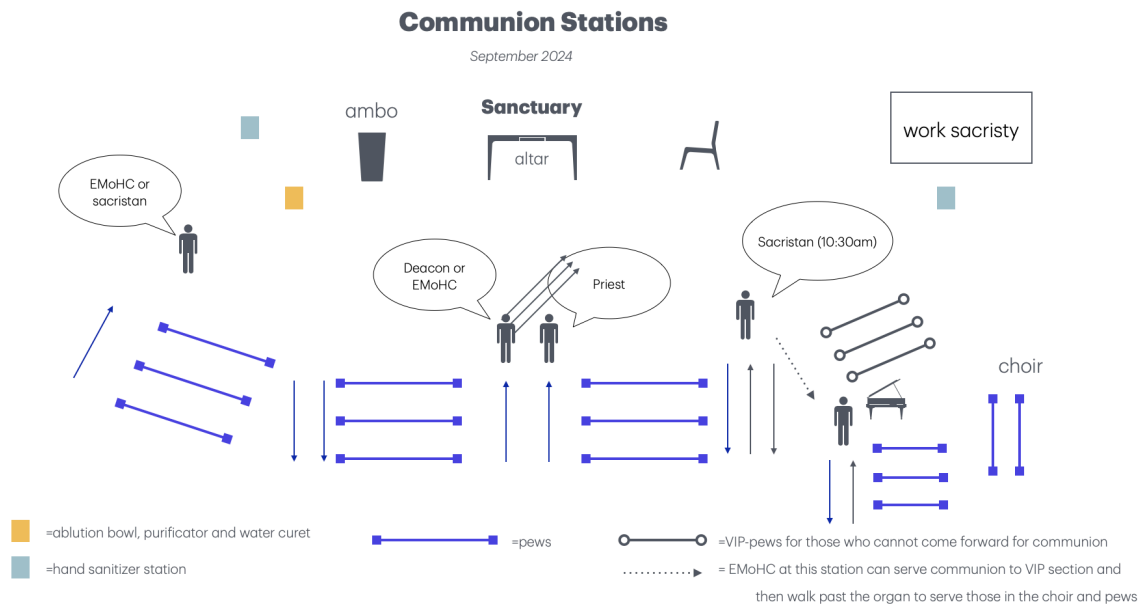 Communion Stations
September 2024
ambo
Sanctuary
altar
work sacristy
EMoHC or
sacristan
Deacon or
EMoHC
Priest
Sacristan (10:30am)
choir
=ablution bowl, purificator and water curet
=hand sanitizer station
=pews
=VIP-pews for those who cannot come forward for communion
= EMoHC at this station can serve communion to VIP section and
then walk past the organ to serve those in the choir and pews